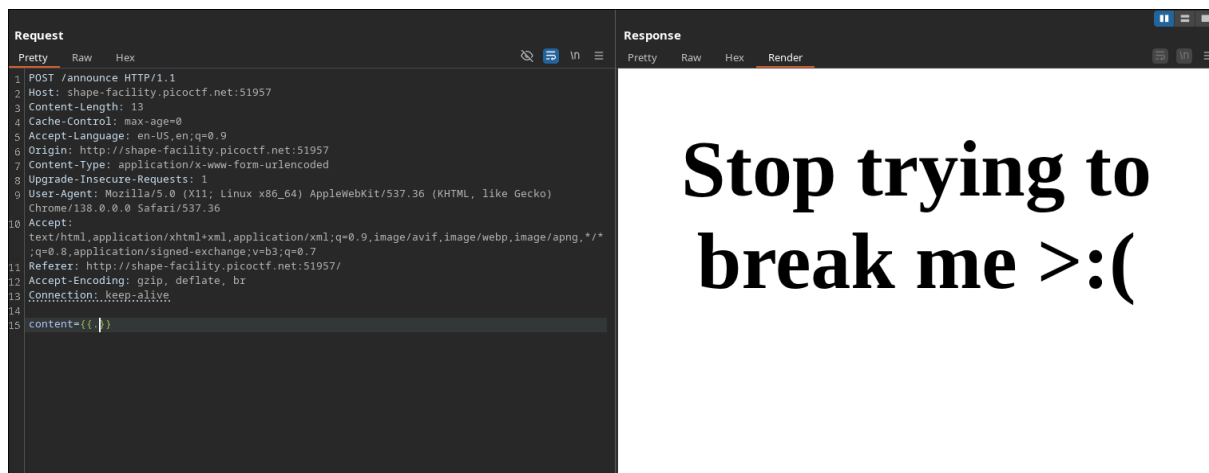 Request
Pretty Raw Hex
\n
1 POST /announce HTTP/1.1
2 Host: shape-facility.picoctf.net:51957
3 Content-Length: 13
4 Cache-Control: max-age=0
5 Accept-Language: en-US,en;q=0.9
6 Origin: http://shape-facility.picoctf.net:51957
7 Content-Type: application/x-www-form-urlencoded
8 Upgrade-Insecure-Requests: 1
9 User-Agent: Mozilla/5.0 (X11; Linux x86_64) AppleWebKit/537.36 (KHTML, like Gecko)
Chrome/138.0.0.0 Safari/537.36
10 Accept:
text/html,application/xhtml+xml,application/xml;q=0.9,image/avif,image/webp,image/apng,*/*
;q=0.8,application/signed-exchange;v=b3;q=0.7
11 Referer: http://shape-facility.picoctf.net:51957/
12 Accept-Encoding: gzip, deflate, br
13 Connection: keep-alive
14
15 content={{.}}
Response
Pretty Raw Hex Render
\n
Stop trying to
break me >:(